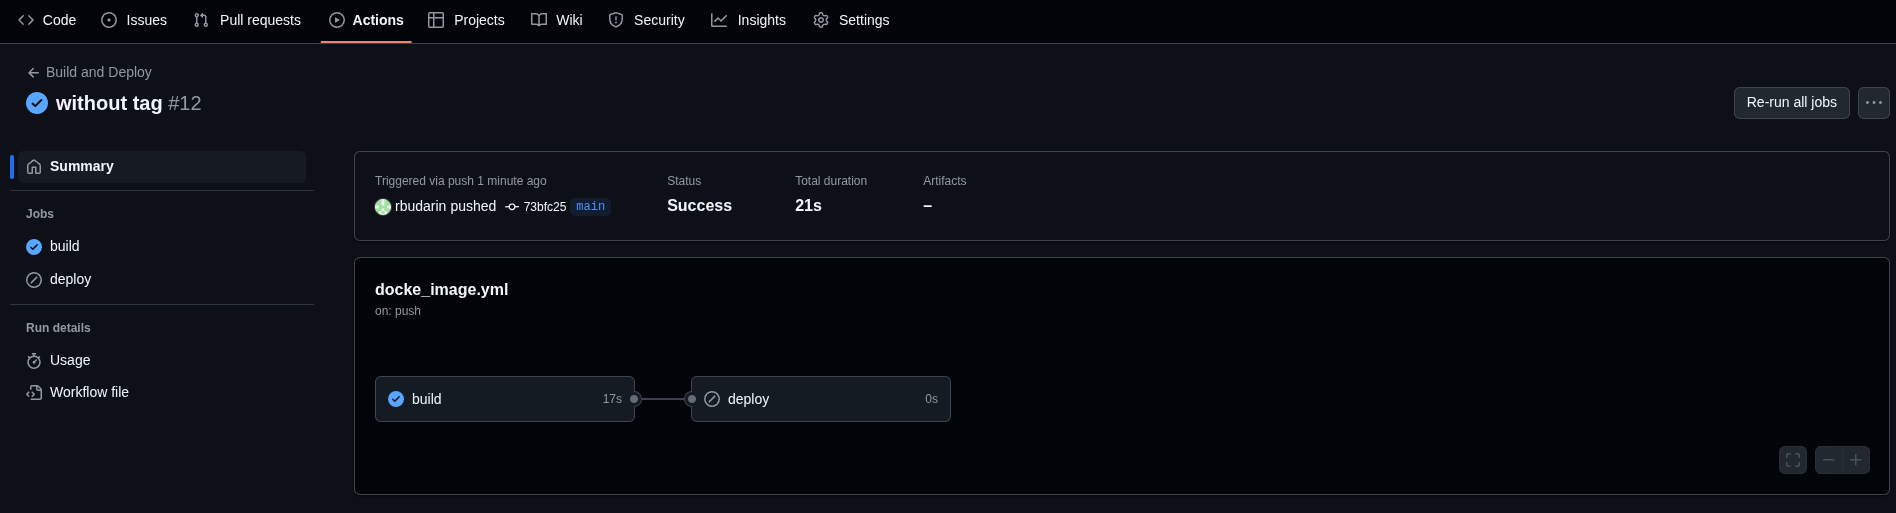 Code Issues Pull requests Actions Projects Wiki Security Insights Settings
Build and Deploy
without tag #12
Re-run all jobs
Summary
Jobs
build
deploy
Run details
Usage
Workflow file
Triggered via push 1 minute ago
rbudarin pushed 73bfc25 main
Status
Success
Total duration
21s
Artifacts
–
docke_image.yml
on: push
build 17s
deploy 0s